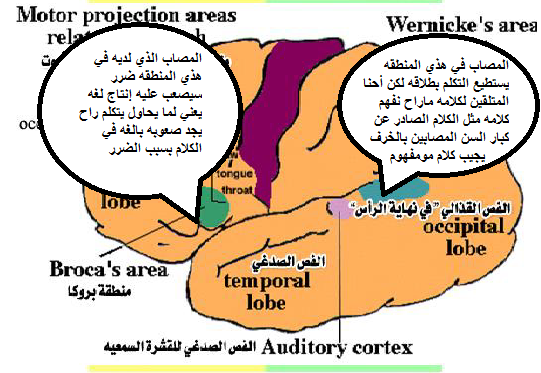 Motor projection areas
Wernicke's area
المصاب الذي لديه في
هذي المنطقه ضرر
سيصعب عليه إنتاج لغه
يعني لما يحاول يتكلم راح
يجد صعوبه بالغه في
الكلام بسبب الضرر
المصاب في هذي المنطقه
يستطيع التكلم بطلاقه لكن أحنا
المتلقين لكلامه ماراح نفهم
كلامه مثل الكلام الصادر عن
كبار السن المصابين بالخرف
يجيب كلام مومفهوم
tongue
throat
lobe
الفص القذالي "في نهاية الرأس"
occipital
lobe
Broca's area
منطقة بروكا
الفص الصدغي
temporal
lobe
الفص الصدغي للقشرة السمعيه Auditory cortex